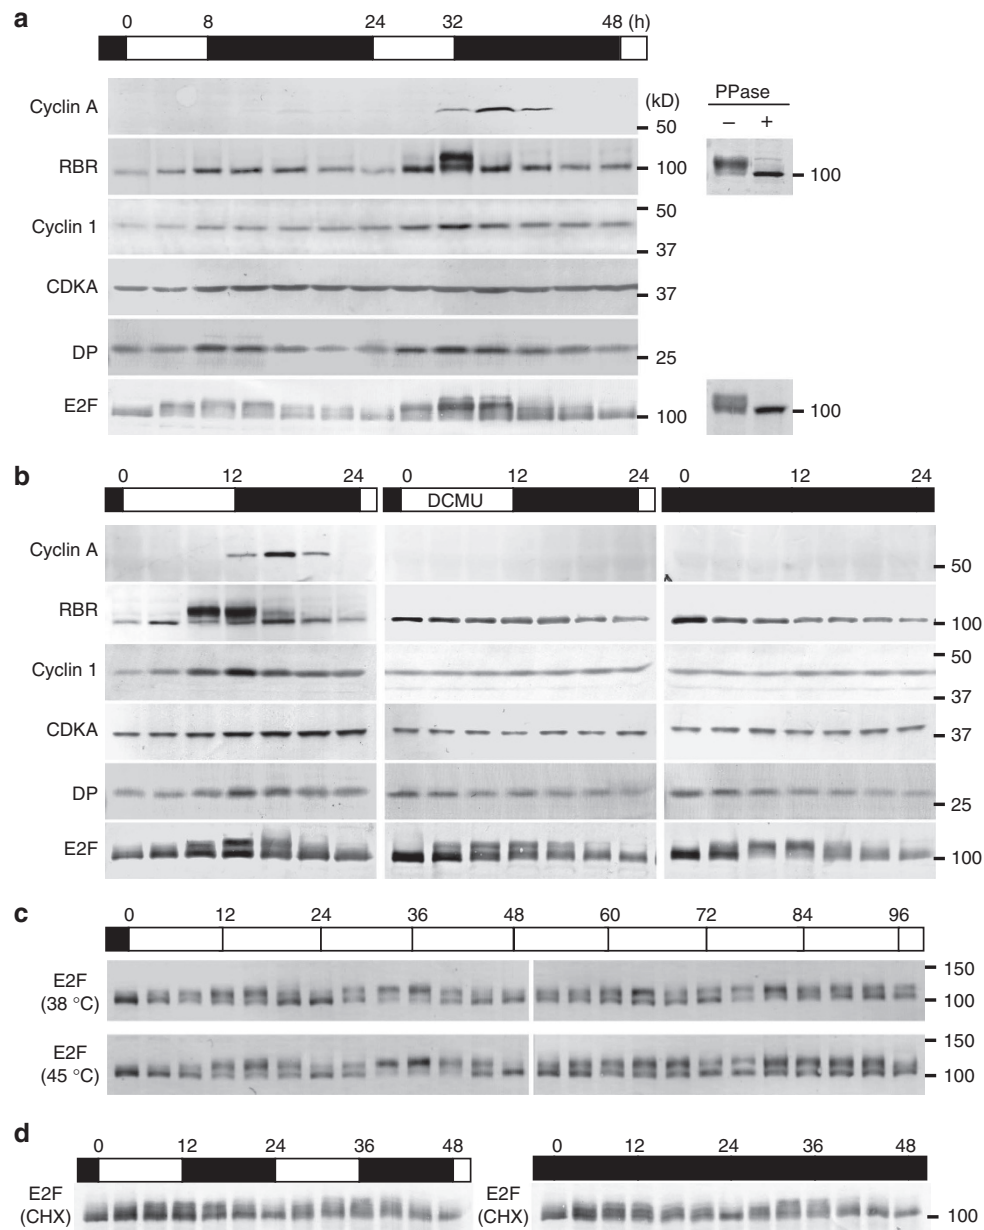 a
0 8 24 32 48 (h)
Cyclin A
(kD)
50
PPase
– +
RBR
100
100
Cyclin 1
50
37
CDKA
37
DP
25
E2F
100
100
b
0 12 24
0 12 24
0 12 24
DCMU
Cyclin A
50
RBR
100
Cyclin 1
50
37
CDKA
37
DP
25
E2F
100
c
0 12 24 36 48 60 72 84 96
E2F
(38 °C)
150
100
E2F
(45 °C)
150
100
d
0 12 24 36 48
0 12 24 36 48
E2F
(CHX)
E2F
(CHX)
100